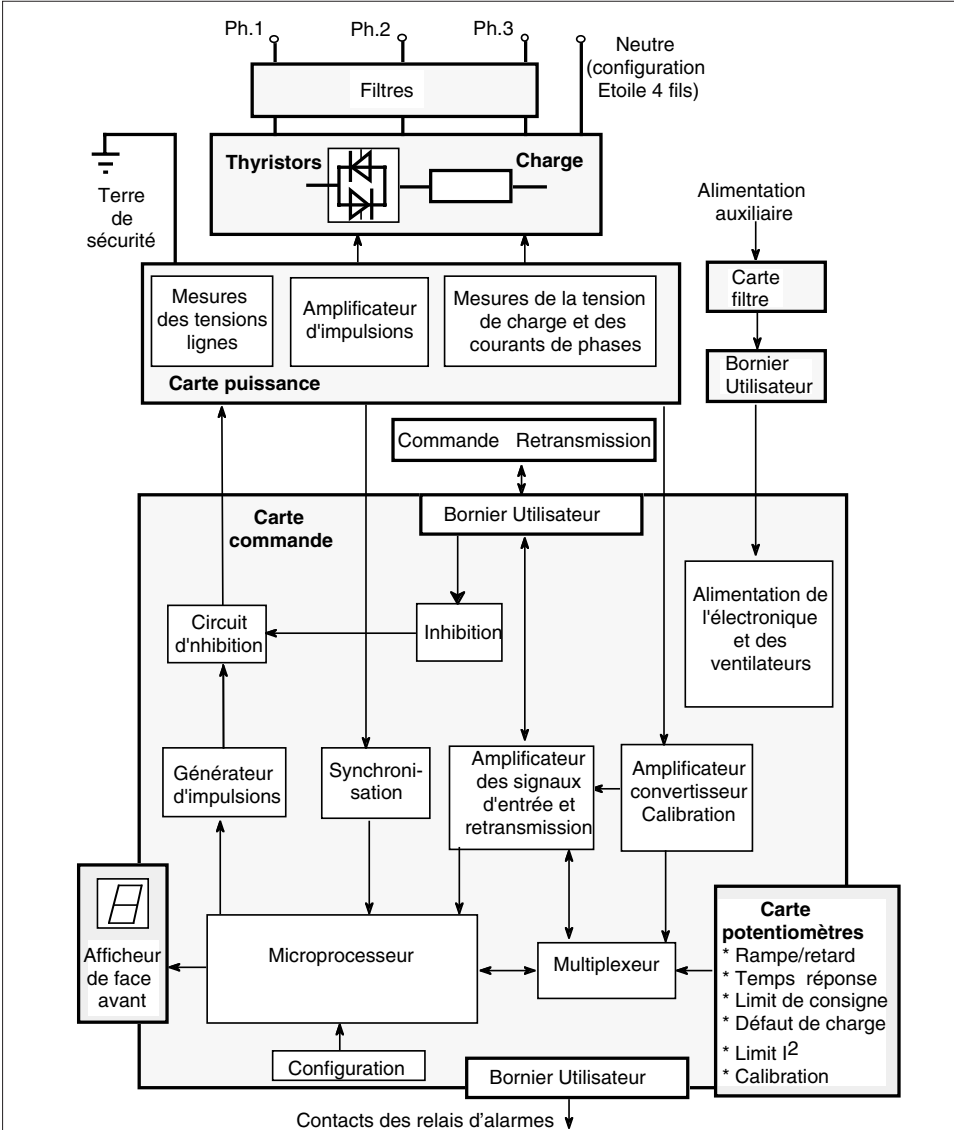 Ph.1
Ph.2
Ph.3
Neutre
(configuration
Etoile 4 fils)
Filtres
Thyristors
Charge
Terre
de
sécurité
Alimentation
auxiliaire
Carte
filtre
Mesures
des tensions
lignes
Amplificateur
d'impulsions
Mesures de la tension
de charge et des
courants de phases
Carte puissance
Bornier
Utilisateur
Commande Retransmission
Carte
commande
Bornier Utilisateur
Circuit
d'nhibition
Inhibition
Alimentation de
l'électronique
et des
ventilateurs
Générateur
d'impulsions
Synchroni-
sation
Amplificateur
des signaux
d'entrée et
retransmission
Amplificateur
convertisseur
Calibration
Afficheur
de face
avant
Microprocesseur
Multiplexeur
Carte
potentiomètres
* Rampe/retard
* Temps réponse
* Limit de consigne
* Défaut de charge
* Limit I2
* Calibration
Configuration
Bornier Utilisateur
Contacts des relais d'alarmes